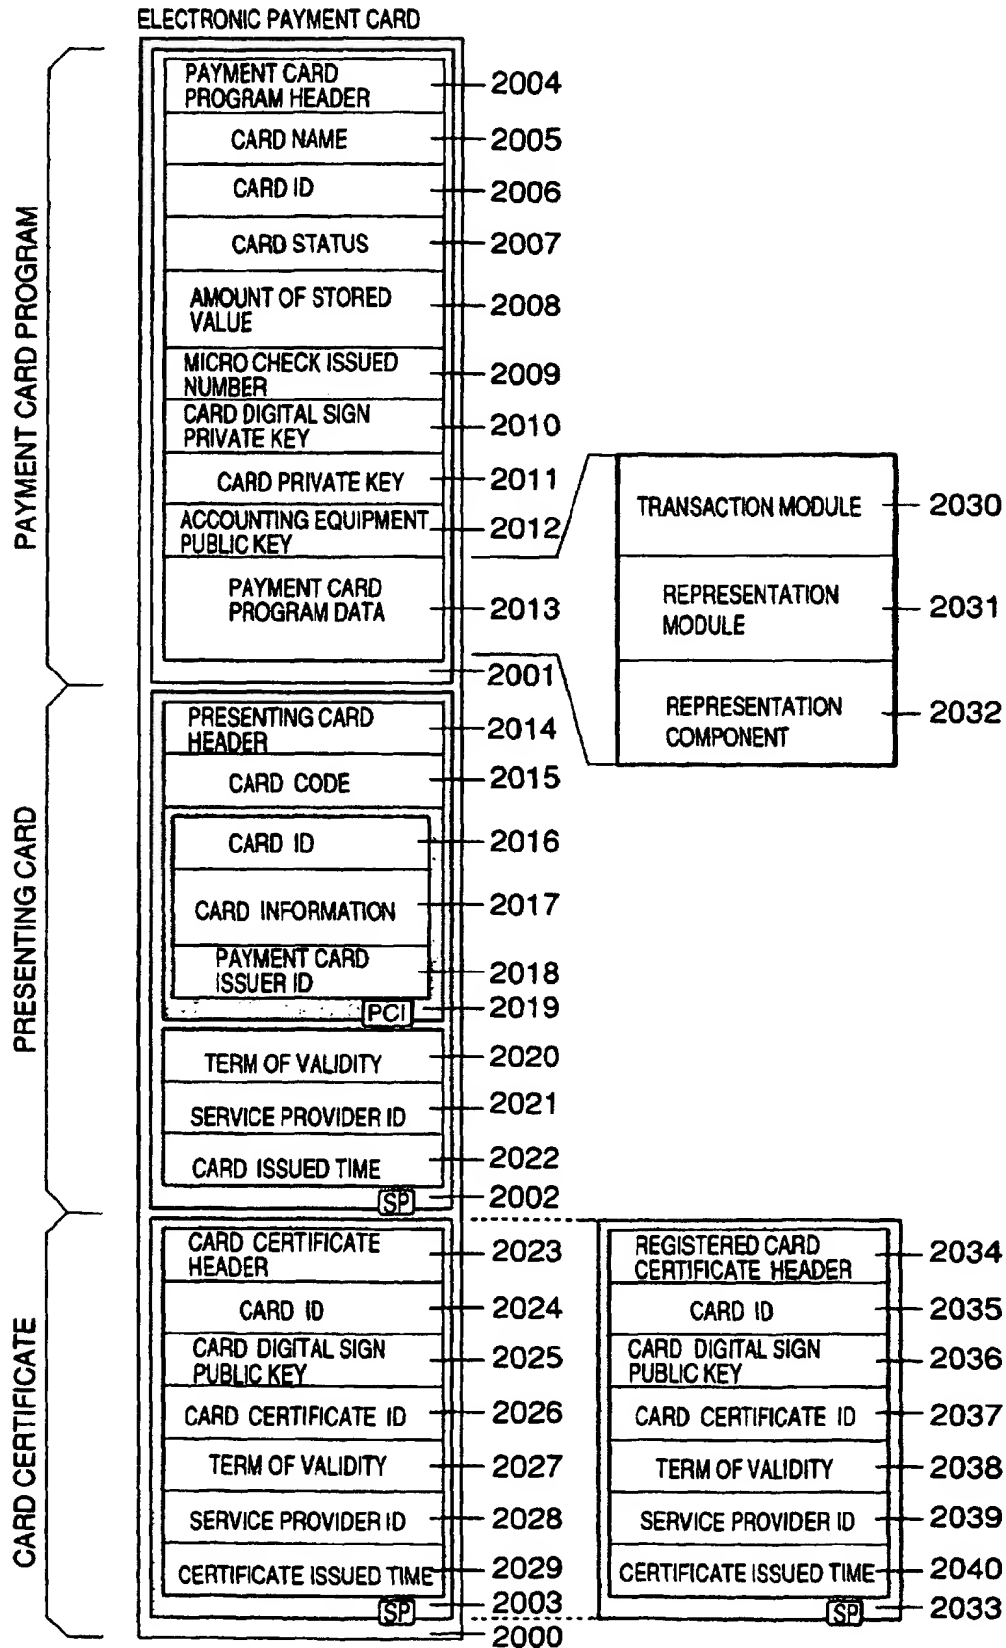 ELECTRONIC PAYMENT CARD
PAYMENT CARD PROGRAM
PAYMENT CARD
PROGRAM HEADER
2004
CARD NAME
2005
CARD ID
2006
CARD STATUS
2007
AMOUNT OF STORED
VALUE
2008
MICRO CHECK ISSUED
NUMBER
2009
CARD DIGITAL SIGN
PRIVATE KEY
2010
CARD PRIVATE KEY
2011
ACCOUNTING EQUIPMENT
PUBLIC KEY
2012
PAYMENT CARD
PROGRAM DATA
2013
2001
TRANSACTION MODULE
2030
REPRESENTATION
MODULE
2031
REPRESENTATION
COMPONENT
2032
PRESENTING CARD
PRESENTING CARD
HEADER
2014
CARD CODE
2015
CARD ID
2016
CARD INFORMATION
2017
PAYMENT CARD
ISSUER ID
2018
PCI
2019
TERM OF VALIDITY
2020
SERVICE PROVIDER ID
2021
CARD ISSUED TIME
2022
SP
2002
CARD CERTIFICATE
CARD CERTIFICATE
HEADER
2023
CARD ID
2024
CARD DIGITAL SIGN
PUBLIC KEY
2025
CARD CERTIFICATE ID
2026
TERM OF VALIDITY
2027
SERVICE PROVIDER ID
2028
CERTIFICATE ISSUED TIME
2029
SP
2003
2000
REGISTERED CARD
CERTIFICATE HEADER
2034
CARD ID
2035
CARD DIGITAL SIGN
PUBLIC KEY
2036
CARD CERTIFICATE ID
2037
TERM OF VALIDITY
2038
SERVICE PROVIDER ID
2039
CERTIFICATE ISSUED TIME
2040
SP
2033